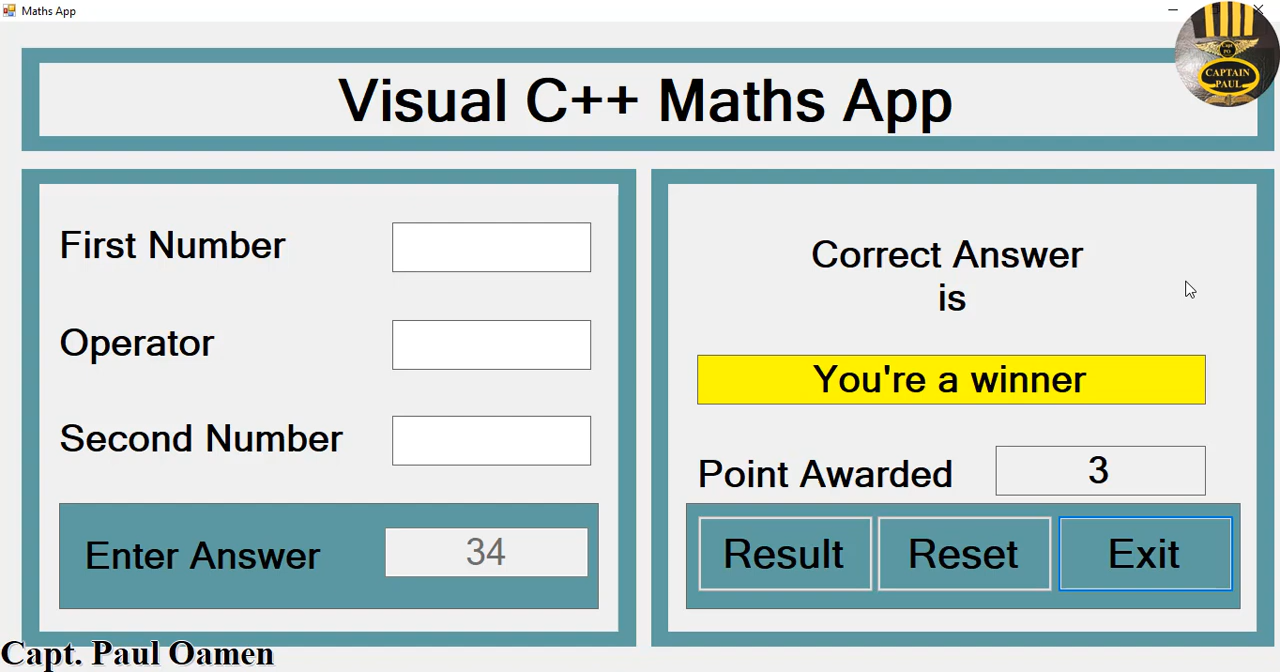 Maths App
Visual C++ Maths App
CAPTAIN
PAUL
First Number
Operator
Second Number
Enter Answer 34
Correct Answer
is
You're a winner
Point Awarded 3
Result Reset Exit
Capt. Paul Oamen